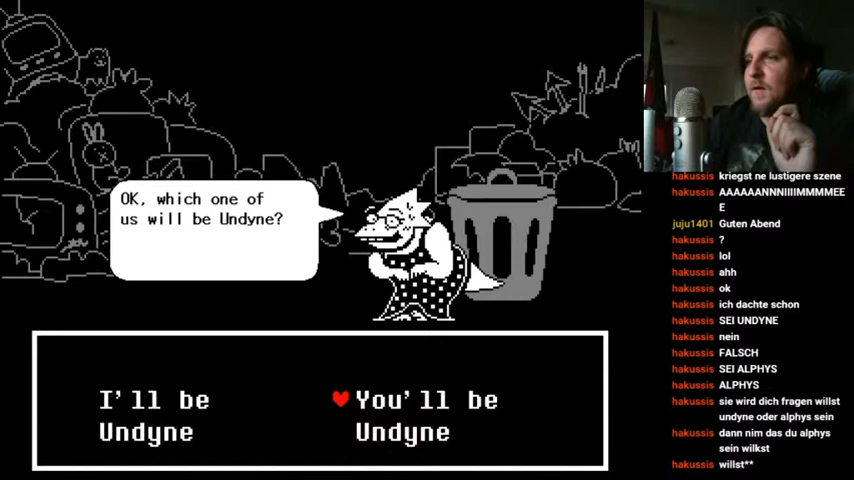 OK, which one of
us will be Undyne?
I'll be
Undyne
You'll be
Undyne
hakussis kriegst ne lustigere szene
hakussis AAAAAANNNIIIIMMMMEE
E
juju1401 Guten Abend
hakussis ?
hakussis lol
hakussis ahh
hakussis ok
hakussis ich dachte schon
hakussis SEI UNDYNE
hakussis nein
hakussis FALSCH
hakussis SEI ALPHYS
hakussis ALPHYS
hakussis sie wird dich fragen willst
undyne oder alphys sein
hakussis dann nim das du alphys
sein wilkst
hakussis willst**